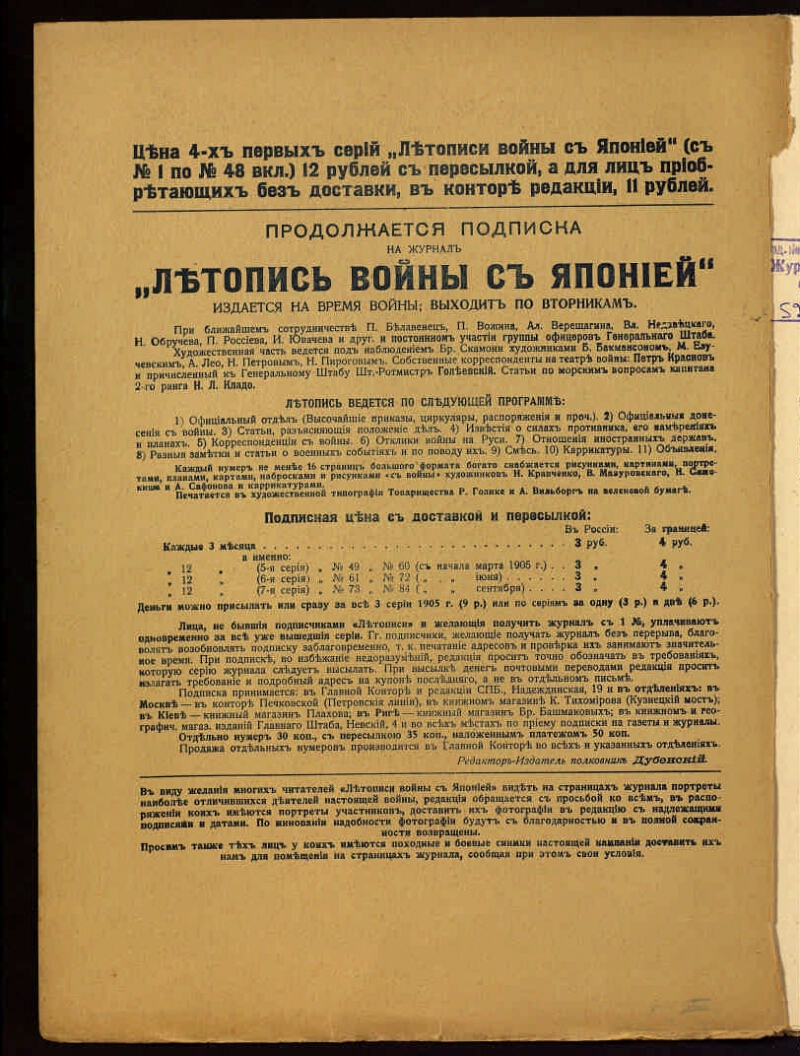 Цѣна 4-хъ первыхъ серій „Лѣтописи войны съ Японіей“ (съ
№ 1 по № 48 вкл.) 12 рублей съ пересылкой, а для лицъ пріоб-
рѣтающихъ безъ доставки, въ конторѣ редакціи, 11 рублей.
ПРОДОЛЖАЕТСЯ ПОДПИСКА
НА ЖУРНАЛЪ
„ЛѢТОПИСЬ ВОЙНЫ СЪ ЯПОНІЕЙ“
ИЗДАЕТСЯ НА ВРЕМЯ ВОЙНЫ; ВЫХОДИТЪ ПО ВТОРНИКАМЪ.
При ближайшемъ сотрудничествѣ П. Бѣлавенецъ, П. Вожина, Ал. Верещагина, Вл. Недзвѣцкаго,
Н. Обручева, П. Россіева, И. Ювачева и друг. и постоянномъ участіи группы офицеровъ Генеральнаго Штаба.
Художественная часть ведется подъ наблюденіемъ Бр. Скамони художниками Б. Бакмансономъ, М. Езу-
чевскимъ, А. Лео, Н. Петровымъ, Н. Пироговымъ. Собственные корреспонденты на театрѣ войны: Петръ Красновъ
и причисленный къ Генеральному Штабу Шт.-Ротмистръ Голѣевскій. Статьи по морскимъ вопросамъ капитана
2-го ранга Н. Л. Кладо.
ЛѢТОПИСЬ ВЕДЕТСЯ ПО СЛѢДУЮЩЕЙ ПРОГРАММѢ:
1) Офиціальный отдѣлъ (Высочайшіе приказы, циркуляры, распоряженія и проч.). 2) Офиціальныя доне-
сенія съ войны. 3) Статьи, разъясняющія положеніе дѣлъ. 4) Извѣстія о силахъ противника, его намѣреніяхъ
и планахъ. 5) Корреспонденціи съ войны. 6) Отклики войны на Руси. 7) Отношенія иностранныхъ державъ.
8) Разныя замѣтки и статьи о военныхъ событіяхъ и по поводу ихъ. 9) Смѣсь. 10) Каррикатуры. 11) Объявленія.
Каждый нумеръ не менѣе 16 страницъ большого формата богато снабжается рисунками, картинами, портре-
тами, планами, картами, набросками и рисунками «съ войны» художниковъ Н. Кравченко, В. Мазуровскаго, Н. Само-
киша и А. Сафонова и каррикатурами.
Печатается въ художественной типографіи Товарищества Р. Голике и А. Вильборгъ на веленевой бумагѣ.
Подписная цѣна съ доставкой и пересылкой:
Въ Россіи: За границей:
Каждые 3 мѣсяца . . . 3 руб. 4 руб.
а именно:
„ 12 „ (5-я серія) „ № 49 „ № 60 (съ начала марта 1905 г.) . . 3 „ 4 „
„ 12 „ (6-я серія) „ № 61 „ № 72 ( „ „ іюня) . . . . . . 3 „ 4 „
„ 12 „ (7-я серія) „ № 73 „ № 84 ( „ „ сентября) . . . . 3 „ 4 „
Деньги можно присылать или сразу за всѣ 3 серіи 1905 г. (9 р.) или по серіямъ за одну (3 р.) и двѣ (6 р.).
Лица, не бывшія подписчиками «Лѣтописи» и желающія получить журналъ съ 1 №, уплачиваютъ
одновременно за всѣ уже вышедшія серіи. Гг. подписчики, желающіе получать журналъ безъ перерыва, благо-
волятъ возобновлять подписку заблаговременно, т. к. печатаніе адресовъ и провѣрка ихъ занимаютъ значитель-
ное время. При подпискѣ, во избѣжаніе недоразумѣній, редакція проситъ точно обозначать въ требованіяхъ,
которую серію журнала слѣдуетъ высылать. При высылкѣ денегъ почтовыми переводами редакція проситъ
излагать требованіе и подробный адресъ на купонѣ послѣдняго, а не въ отдѣльномъ письмѣ.
Подписка принимается: въ Главной Конторѣ и редакціи СПБ., Надеждинская, 19 и въ отдѣленіяхъ: въ
Москвѣ — въ конторѣ Печковской (Петровскія линіи), въ книжномъ магазинѣ К. Тихомірова (Кузнецкій мостъ);
въ Кіевѣ — книжный магазинъ Плахова; въ Ригѣ — книжный магазинъ Бр. Башмаковыхъ; въ книжномъ и гео-
графич. магаз. изданій Главнаго Штаба, Невскій, 4 и во всѣхъ мѣстахъ по пріему подписки на газеты и журналы.
Отдѣльно нумеръ 30 коп., съ пересылкою 35 коп., наложеннымъ платежомъ 50 коп.
Продажа отдѣльныхъ нумеровъ производится въ Главной Конторѣ во всѣхъ и указанныхъ отдѣленіяхъ.
Редакторъ-Издатель полковникъ Дубенскій.
Въ виду желанія многихъ читателей «Лѣтописи войны съ Японіей» видѣть на страницахъ журнала портреты
наиболѣе отличившихся дѣятелей настоящей войны, редакція обращается съ просьбой ко всѣмъ, въ распо-
ряженіи коихъ имѣются портреты участниковъ, доставить ихъ фотографіи въ редакцію съ надлежащими
подписями и датами. По минованіи надобности фотографіи будутъ съ благодарностью и въ полной сохран-
ности возвращены.
Просимъ также тѣхъ лицъ у коихъ имѣются походные и боевые снимки настоящей кампаніи доставить ихъ
намъ для помѣщенія на страницахъ журнала, сообщая при этомъ свои условія.